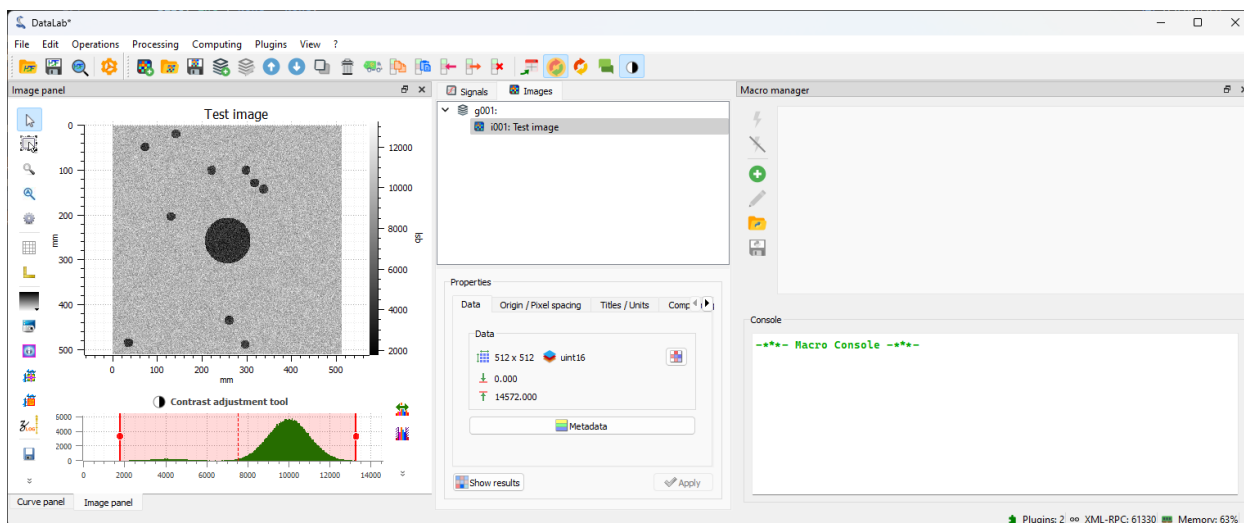 DataLab*
File Edit Operations Processing Computing Plugins View ?
Image panel
Test image
0
100
200
300
400
500
mm
0 100 200 300 400 500
mm
12000
10000
8000
6000
4000
2000
lsb
Contrast adjustment tool
6000
4000
2000
0
0 2000 4000 6000 8000 10000 12000 14000
Curve panel Image panel
Signals Images
g001:
i001: Test image
Properties
Data Origin / Pixel spacing Titles / Units
Data
512 x 512 uint16
0.000
14572.000
Metadata
Show results Apply
Macro manager
Console
-***- Macro Console -***-
Plugins: 2 XML-RPC: 61330 Memory: 63%